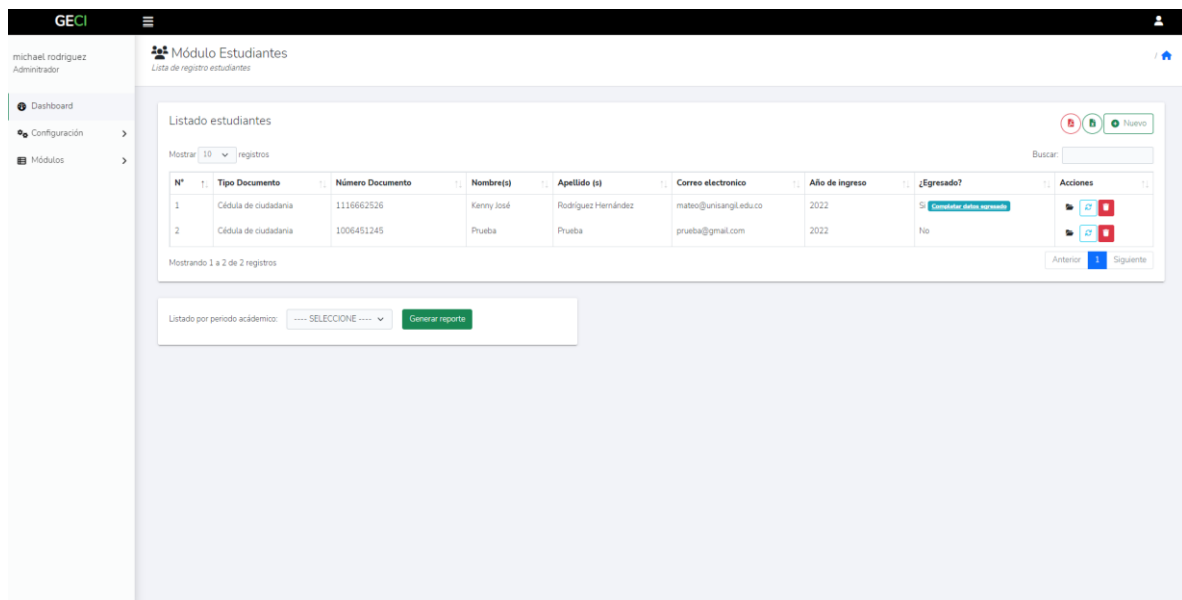 GECI
michael rodriguez
Adminitrador
Dashboard
Configuración
Módulos
Módulo Estudiantes
Lista de registro estudiantes
/
Listado estudiantes
Nuevo
Mostrar 10 registros
Buscar:
N° Tipo Documento Número Documento Nombre(s) Apellido (s) Correo electronico Año de ingreso ¿Egresado? Acciones
1 Cédula de ciudadania 1116662526 Kenny José Rodríguez Hernández mateo@unisangil.edu.co 2022 Si Completar datos egresado
2 Cédula de ciudadania 1006451245 Prueba Prueba prueba@gmail.com 2022 No
Mostrando 1 a 2 de 2 registros
Anterior 1 Siguiente
Listado por periodo acádemico: ---- SELECCIONE ---- Generar reporte